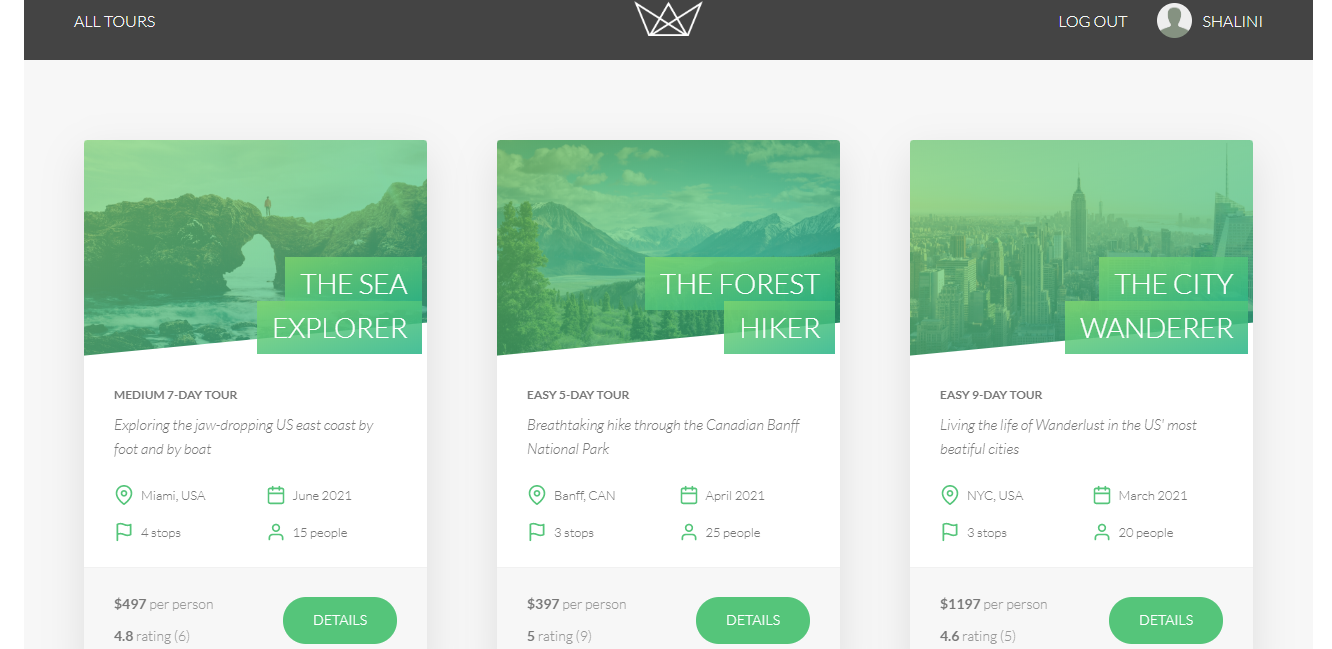 ALL TOURS
LOG OUT
SHALINI
THE SEA
EXPLORER
MEDIUM 7-DAY TOUR
Exploring the jaw-dropping US east coast by
foot and by boat
Miami, USA
June 2021
4 stops
15 people
$497 per person
4.8 rating (6)
DETAILS
THE FOREST
HIKER
EASY 5-DAY TOUR
Breathtaking hike through the Canadian Banff
National Park
Banff, CAN
April 2021
3 stops
25 people
$397 per person
5 rating (9)
DETAILS
THE CITY
WANDERER
EASY 9-DAY TOUR
Living the life of Wanderlust in the US' most
beatiful cities
NYC, USA
March 2021
3 stops
20 people
$1197 per person
4.6 rating (5)
DETAILS